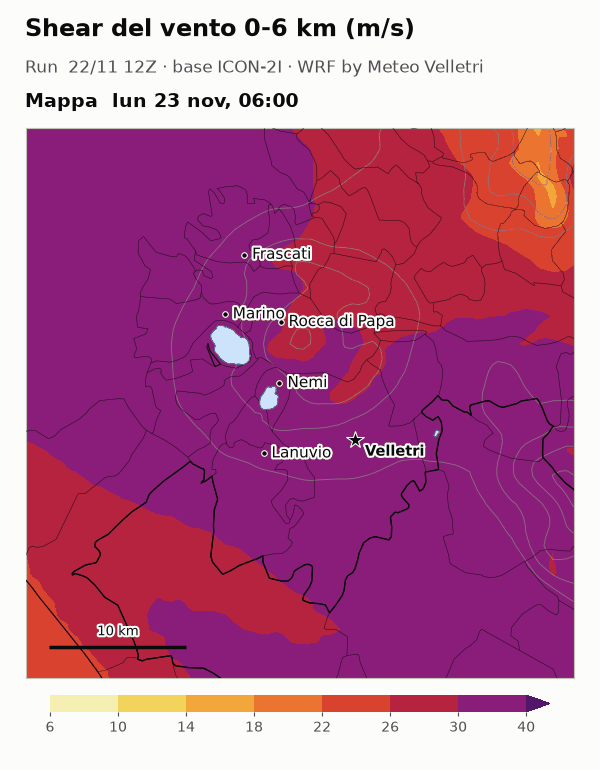 Shear del vento 0-6 km (m/s)
Run  22/11 12Z · base ICON-2I · WRF by Meteo Velletri
Mappa  lun 23 nov, 06:00
Frascati
Marino
Rocca di Papa
Nemi
Velletri
Lanuvio
10 km
6 10 14 18 22 26 30 40